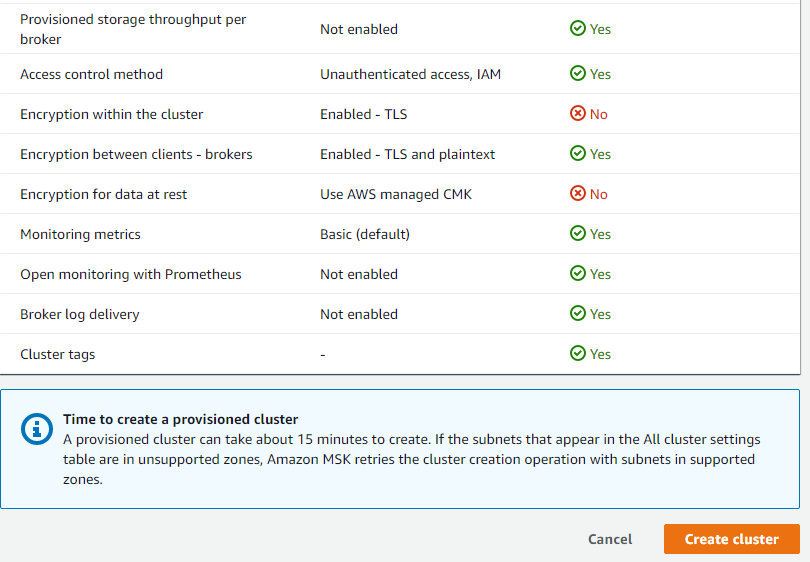 Provisioned storage throughput per
broker
Not enabled
Yes
Access control method
Unauthenticated access, IAM
Yes
Encryption within the cluster
Enabled - TLS
No
Encryption between clients - brokers
Enabled - TLS and plaintext
Yes
Encryption for data at rest
Use AWS managed CMK
No
Monitoring metrics
Basic (default)
Yes
Open monitoring with Prometheus
Not enabled
Yes
Broker log delivery
Not enabled
Yes
Cluster tags
-
Yes
Time to create a provisioned cluster
A provisioned cluster can take about 15 minutes to create. If the subnets that appear in the All cluster settings
table are in unsupported zones, Amazon MSK retries the cluster creation operation with subnets in supported
zones.
Cancel
Create cluster